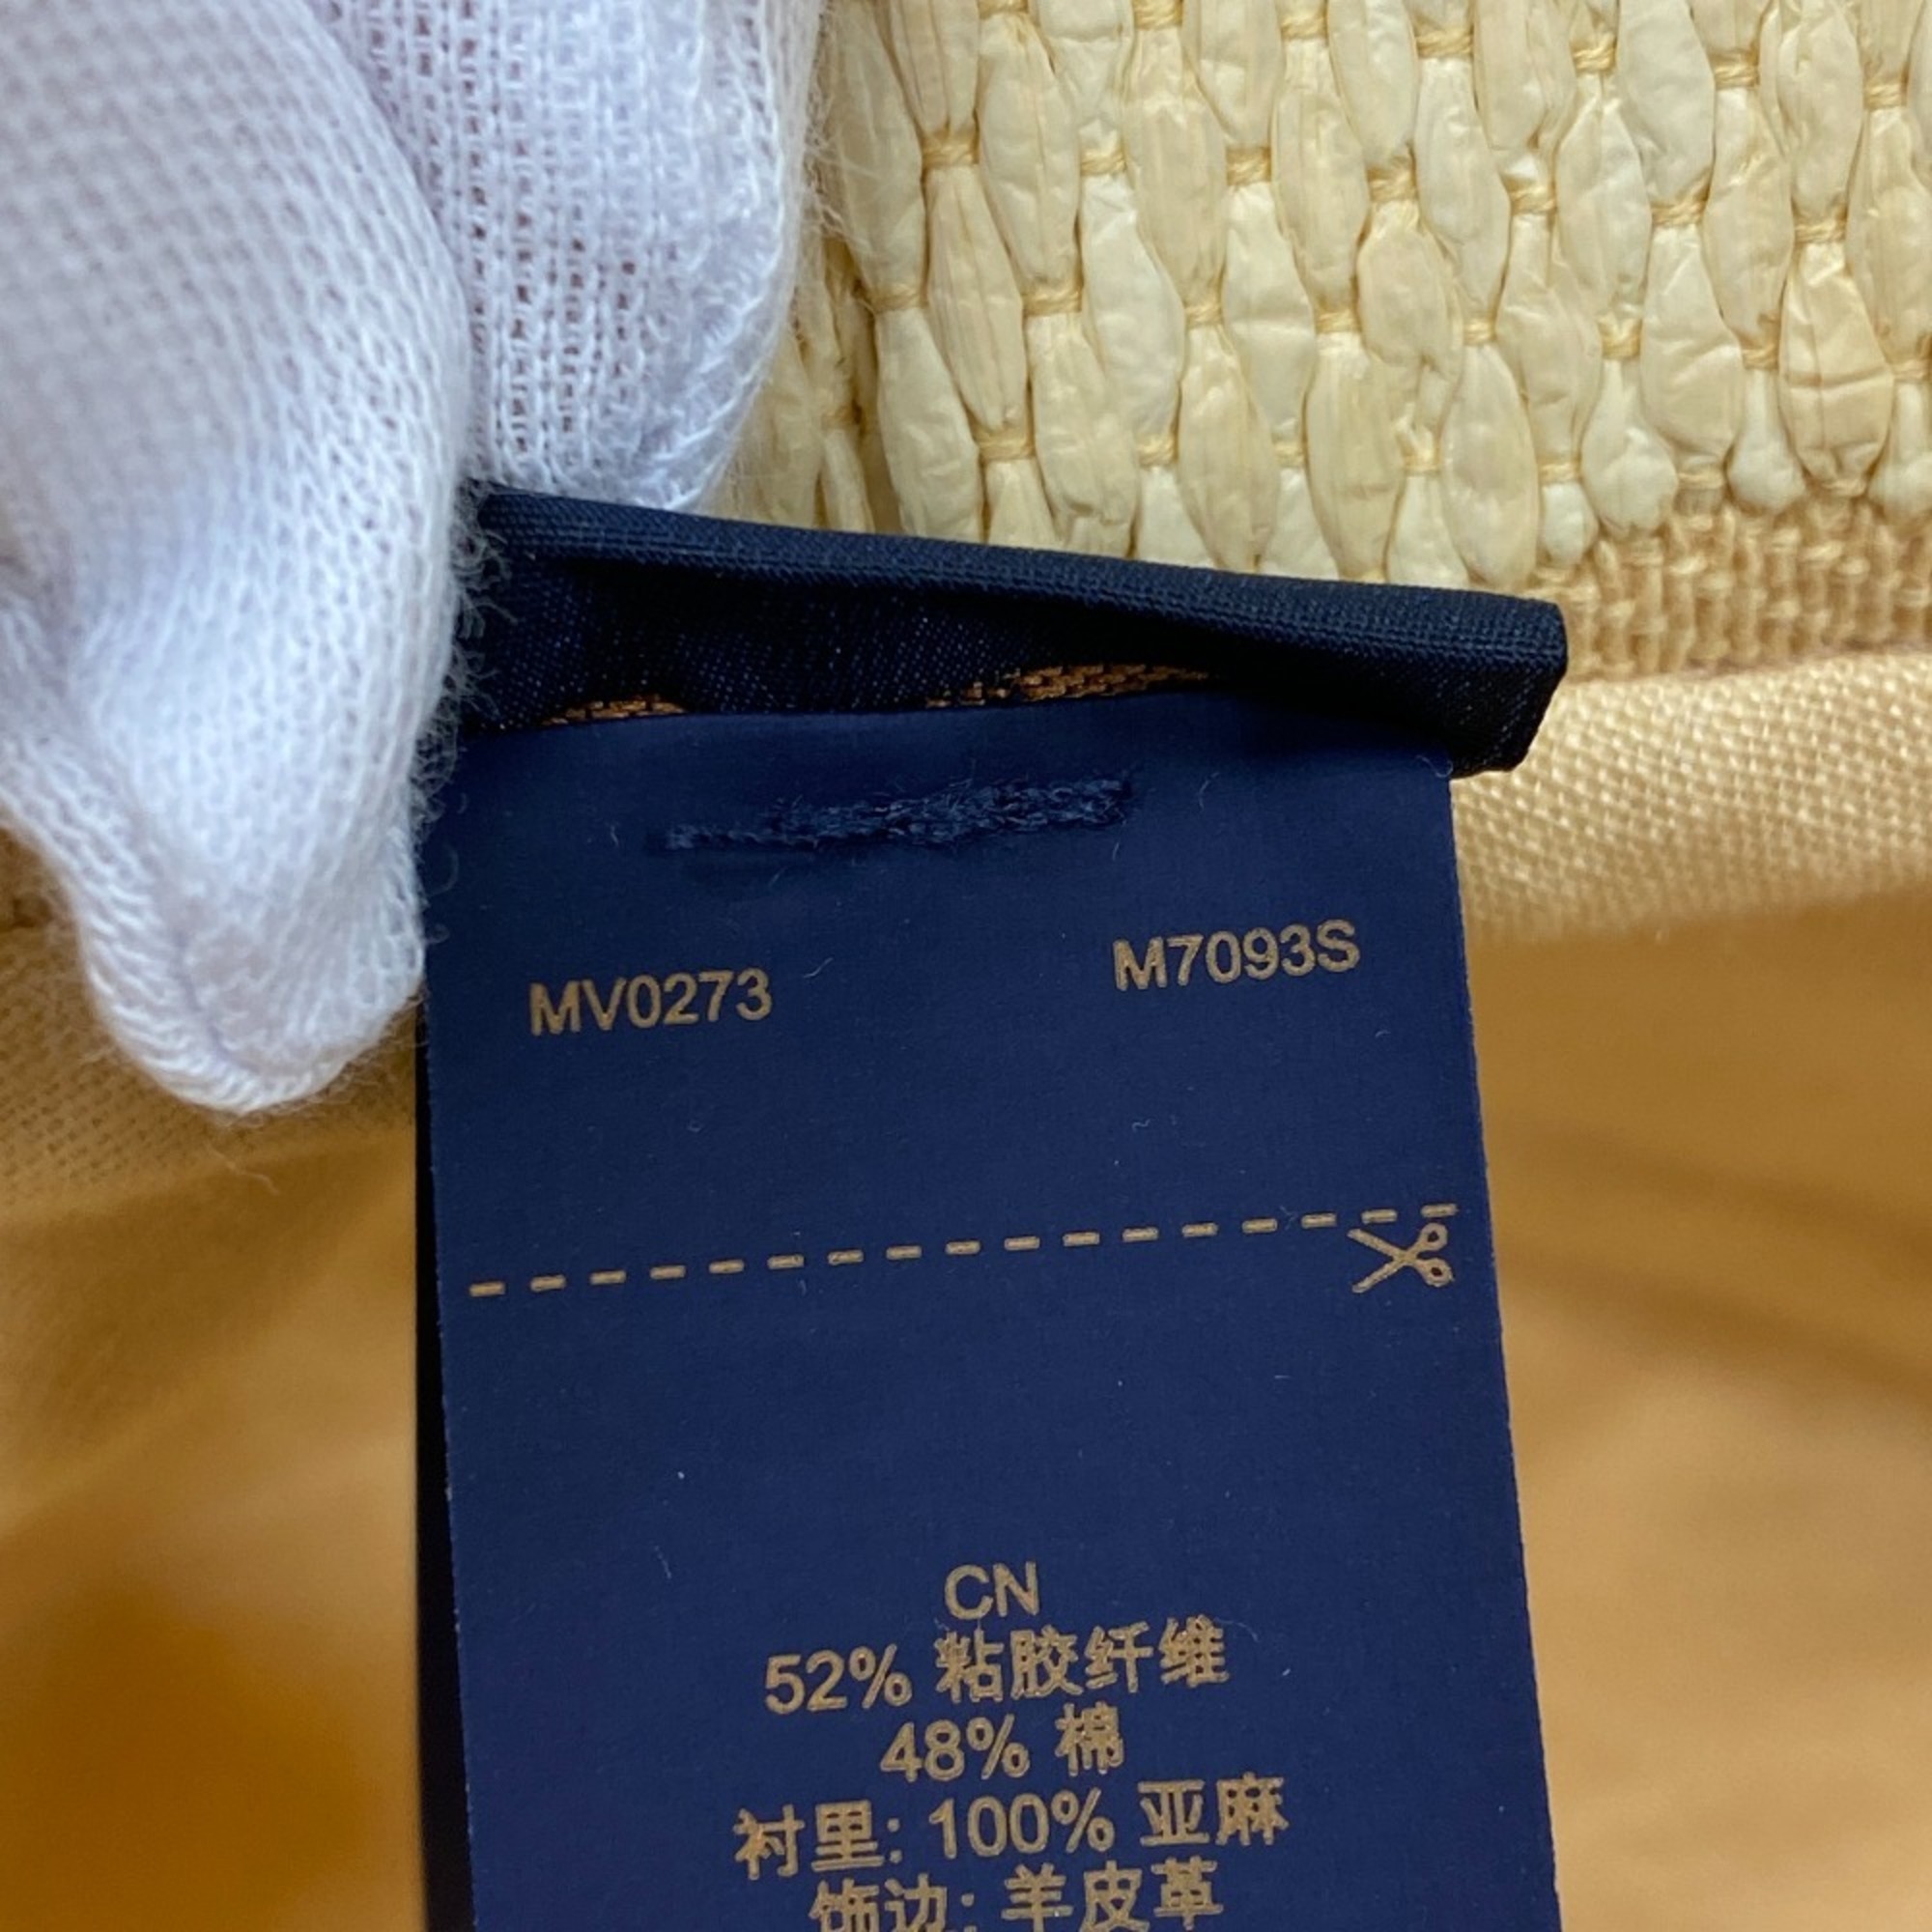 MV0273 M7093S
CN
52% 粘胶纤维
48% 棉
衬里: 100% 亚麻
饰边: 羊皮革